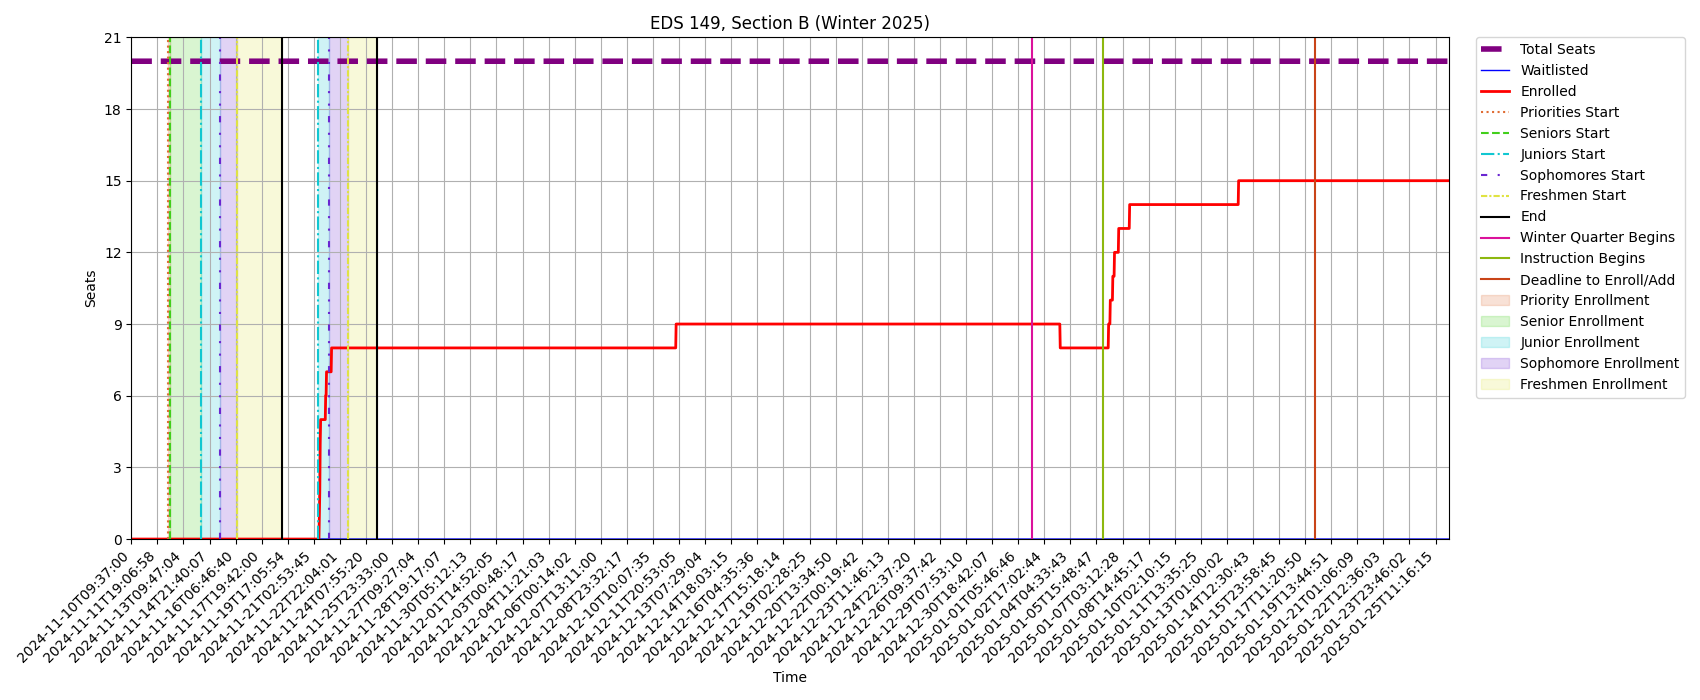 EDS 149, Section B (Winter 2025)
Seats
21
18
15
12
9
6
3
0
2024-11-10T09:37:00
2024-11-11T19:06:58
2024-11-13T09:47:04
2024-11-14T21:40:07
2024-11-16T06:46:40
2024-11-17T19:42:00
2024-11-19T17:05:54
2024-11-21T02:53:45
2024-11-22T22:04:01
2024-11-24T07:55:20
2024-11-25T23:33:00
2024-11-27T09:27:04
2024-11-28T19:17:07
2024-11-30T05:12:13
2024-12-01T14:52:05
2024-12-03T00:48:17
2024-12-04T11:21:03
2024-12-06T00:14:02
2024-12-07T13:11:00
2024-12-08T23:32:17
2024-12-10T10:07:35
2024-12-11T20:53:05
2024-12-13T07:29:04
2024-12-14T18:03:15
2024-12-16T04:35:36
2024-12-17T15:18:14
2024-12-19T02:28:25
2024-12-20T13:34:50
2024-12-22T00:19:42
2024-12-23T11:46:13
2024-12-24T22:37:20
2024-12-26T09:37:42
2024-12-29T07:53:10
2024-12-30T18:42:07
2025-01-01T05:46:46
2025-01-02T17:02:44
2025-01-04T04:33:43
2025-01-05T15:48:47
2025-01-07T03:12:28
2025-01-08T14:45:17
2025-01-10T02:10:15
2025-01-11T13:35:25
2025-01-13T01:00:02
2025-01-14T12:30:43
2025-01-15T23:58:45
2025-01-17T11:20:50
2025-01-19T13:44:51
2025-01-21T01:06:09
2025-01-22T12:36:03
2025-01-23T23:46:02
2025-01-25T11:16:15
Time
Total Seats
Waitlisted
Enrolled
Priorities Start
Seniors Start
Juniors Start
Sophomores Start
Freshmen Start
End
Winter Quarter Begins
Instruction Begins
Deadline to Enroll/Add
Priority Enrollment
Senior Enrollment
Junior Enrollment
Sophomore Enrollment
Freshmen Enrollment